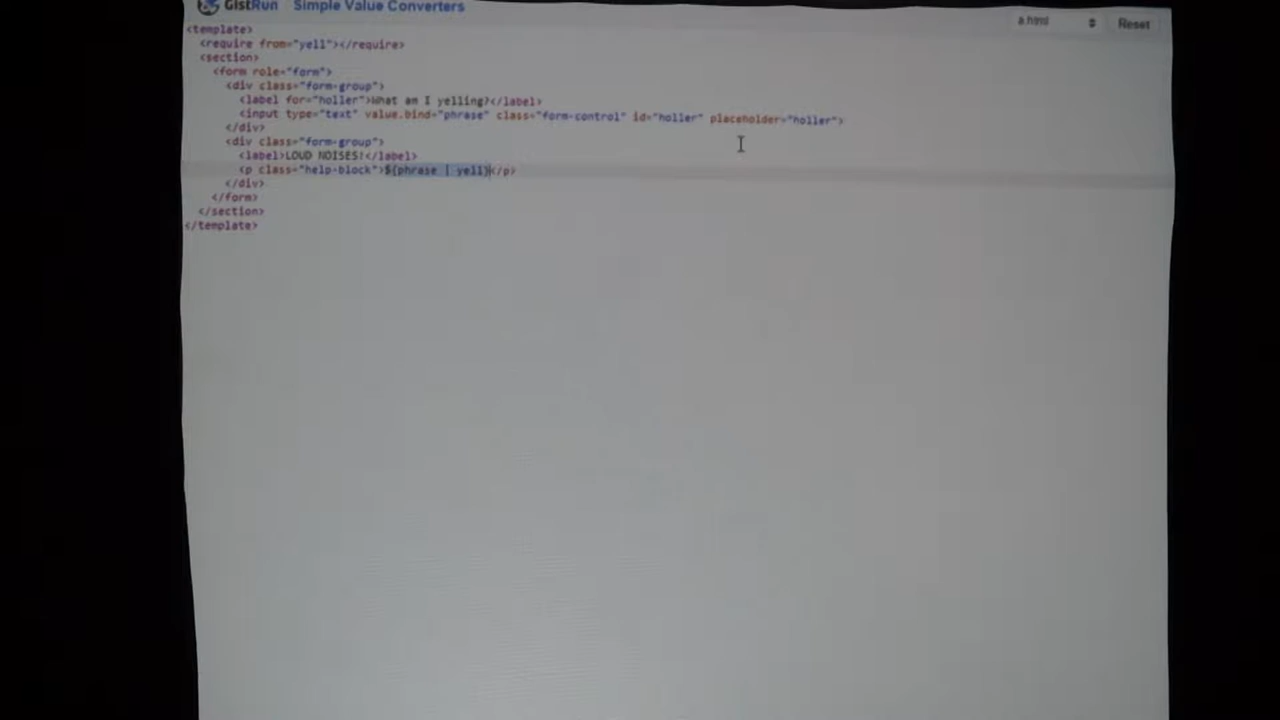 GistRun Simple Value Converters
a.html Reset
<template>
<require from="yell"></require>
<section>
<form role="form">
<div class="form-group">
<label for="holler">What am I yelling?</label>
<input type="text" value.bind="phrase" class="form-control" id="holler" placeholder="holler">
</div>
<div class="form-group">
<label>LOUD NOISES!</label>
<p class="help-block">${phrase | yell}</p>
</div>
</form>
</section>
</template>